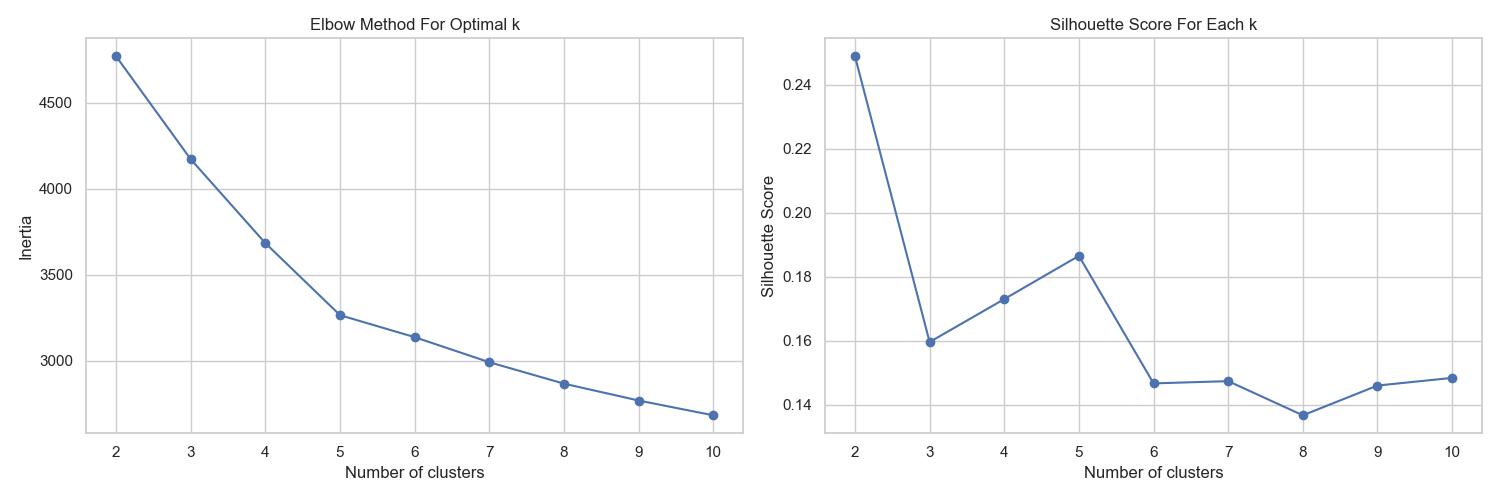 Elbow Method For Optimal k
4500
4000
3500
3000
Inertia
2 3 4 5 6 7 8 9 10
Number of clusters
Silhouette Score For Each k
0.24
0.22
0.20
0.18
0.16
0.14
Silhouette Score
2 3 4 5 6 7 8 9 10
Number of clusters